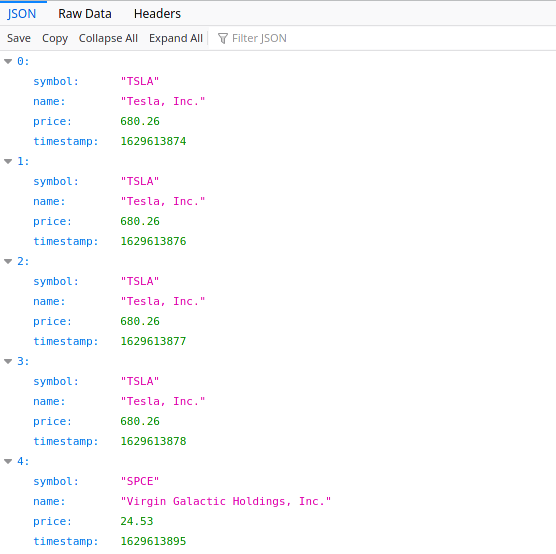 JSON Raw Data Headers
Save Copy Collapse All Expand All Filter JSON
0:
symbol: "TSLA"
name: "Tesla, Inc."
price: 680.26
timestamp: 1629613874
1:
symbol: "TSLA"
name: "Tesla, Inc."
price: 680.26
timestamp: 1629613876
2:
symbol: "TSLA"
name: "Tesla, Inc."
price: 680.26
timestamp: 1629613877
3:
symbol: "TSLA"
name: "Tesla, Inc."
price: 680.26
timestamp: 1629613878
4:
symbol: "SPCE"
name: "Virgin Galactic Holdings, Inc."
price: 24.53
timestamp: 1629613895